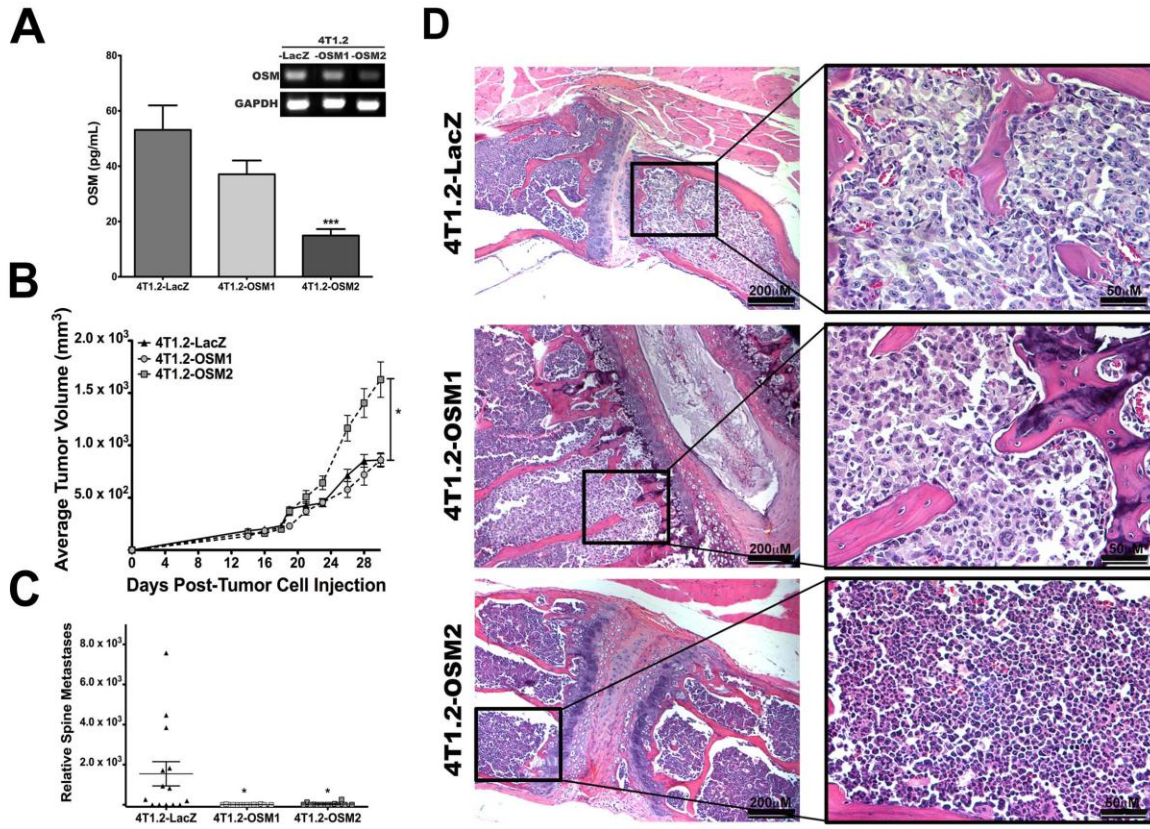 A
4T1.2
-LacZ -OSM1 -OSM2
OSM
GAPDH
OSM (pg/mL)
80
60
40
20
0
***
4T1.2-LacZ 4T1.2-OSM1 4T1.2-OSM2
B
Average Tumor Volume (mm³)
2.0 x 10³
1.5 x 10³
1.0 x 10³
5.0 x 10²
4T1.2-LacZ
4T1.2-OSM1
4T1.2-OSM2
*
0 4 8 12 16 20 24 28
Days Post-Tumor Cell Injection
C
Relative Spine Metastases
8.0 x 10³
6.0 x 10³
4.0 x 10³
2.0 x 10³
* *
4T1.2-LacZ 4T1.2-OSM1 4T1.2-OSM2
D
4T1.2-LacZ
200µM
50µM
4T1.2-OSM1
200µM
50µM
4T1.2-OSM2
200µM
50µM